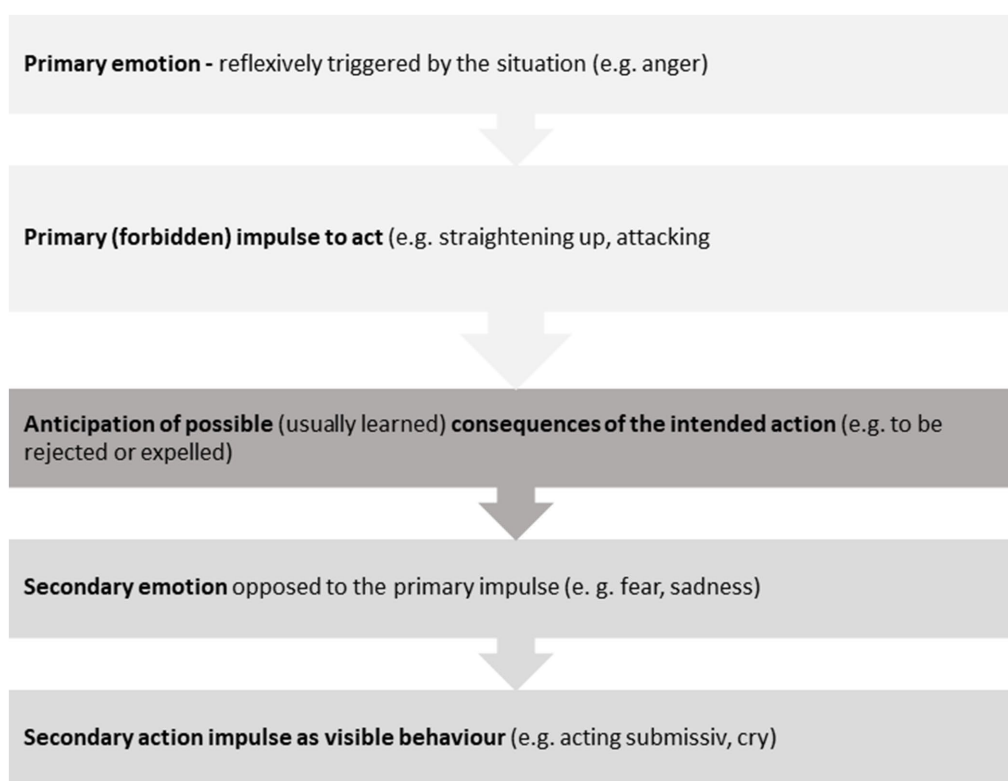 Primary emotion - reflexively triggered by the situation (e.g. anger)
Primary (forbidden) impulse to act (e.g. straightening up, attacking
Anticipation of possible (usually learned) consequences of the intended action (e.g. to be
rejected or expelled)
Secondary emotion opposed to the primary impulse (e. g. fear, sadness)
Secondary action impulse as visible behaviour (e.g. acting submissiv, cry)